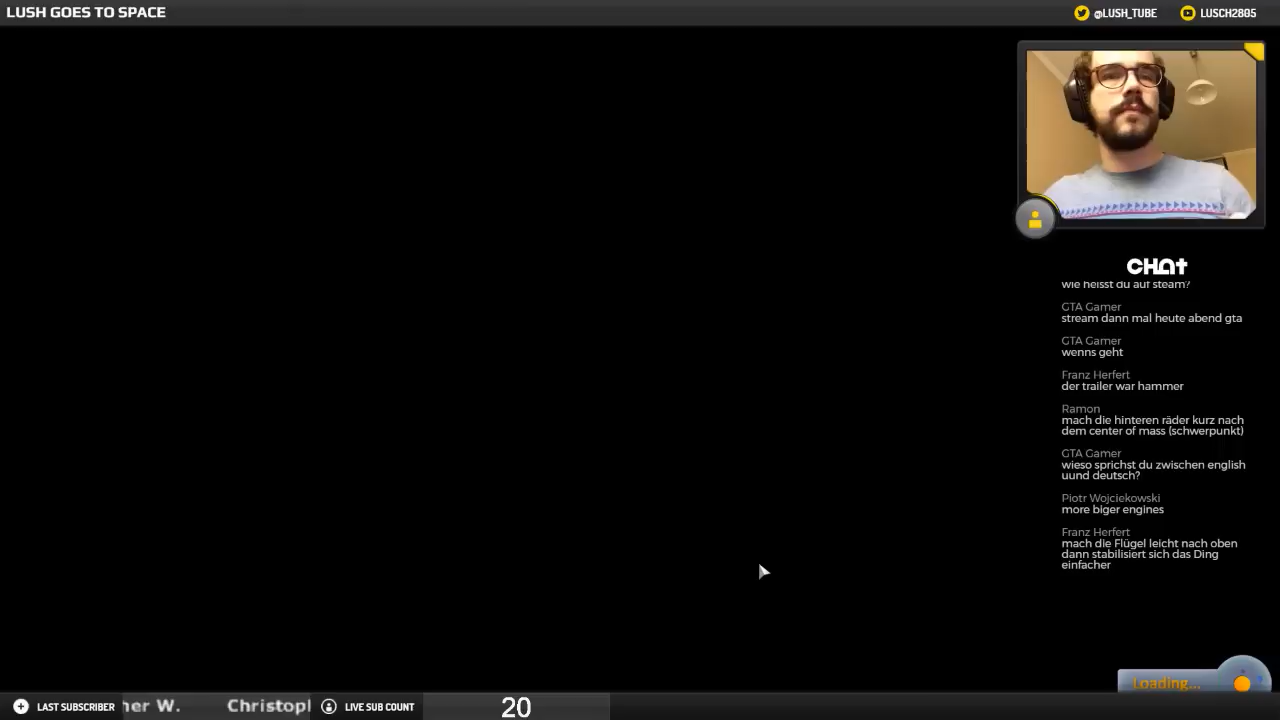 LUSH GOES TO SPACE
@LUSH_TUBE
LUSCH2805
CHAt
wie heisst du auf steam?
GTA Gamer
stream dann mal heute abend gta
GTA Gamer
wenns geht
Franz Herfert
der trailer war hammer
Ramon
mach die hinteren räder kurz nach
dem center of mass (schwerpunkt)
GTA Gamer
wieso sprichst du zwischen english
uund deutsch?
Piotr Wojciekowski
more biger engines
Franz Herfert
mach die Flügel leicht nach oben
dann stabilisiert sich das Ding
einfacher
Loading...
LAST SUBSCRIBER
her W. Christoph
LIVE SUB COUNT
20